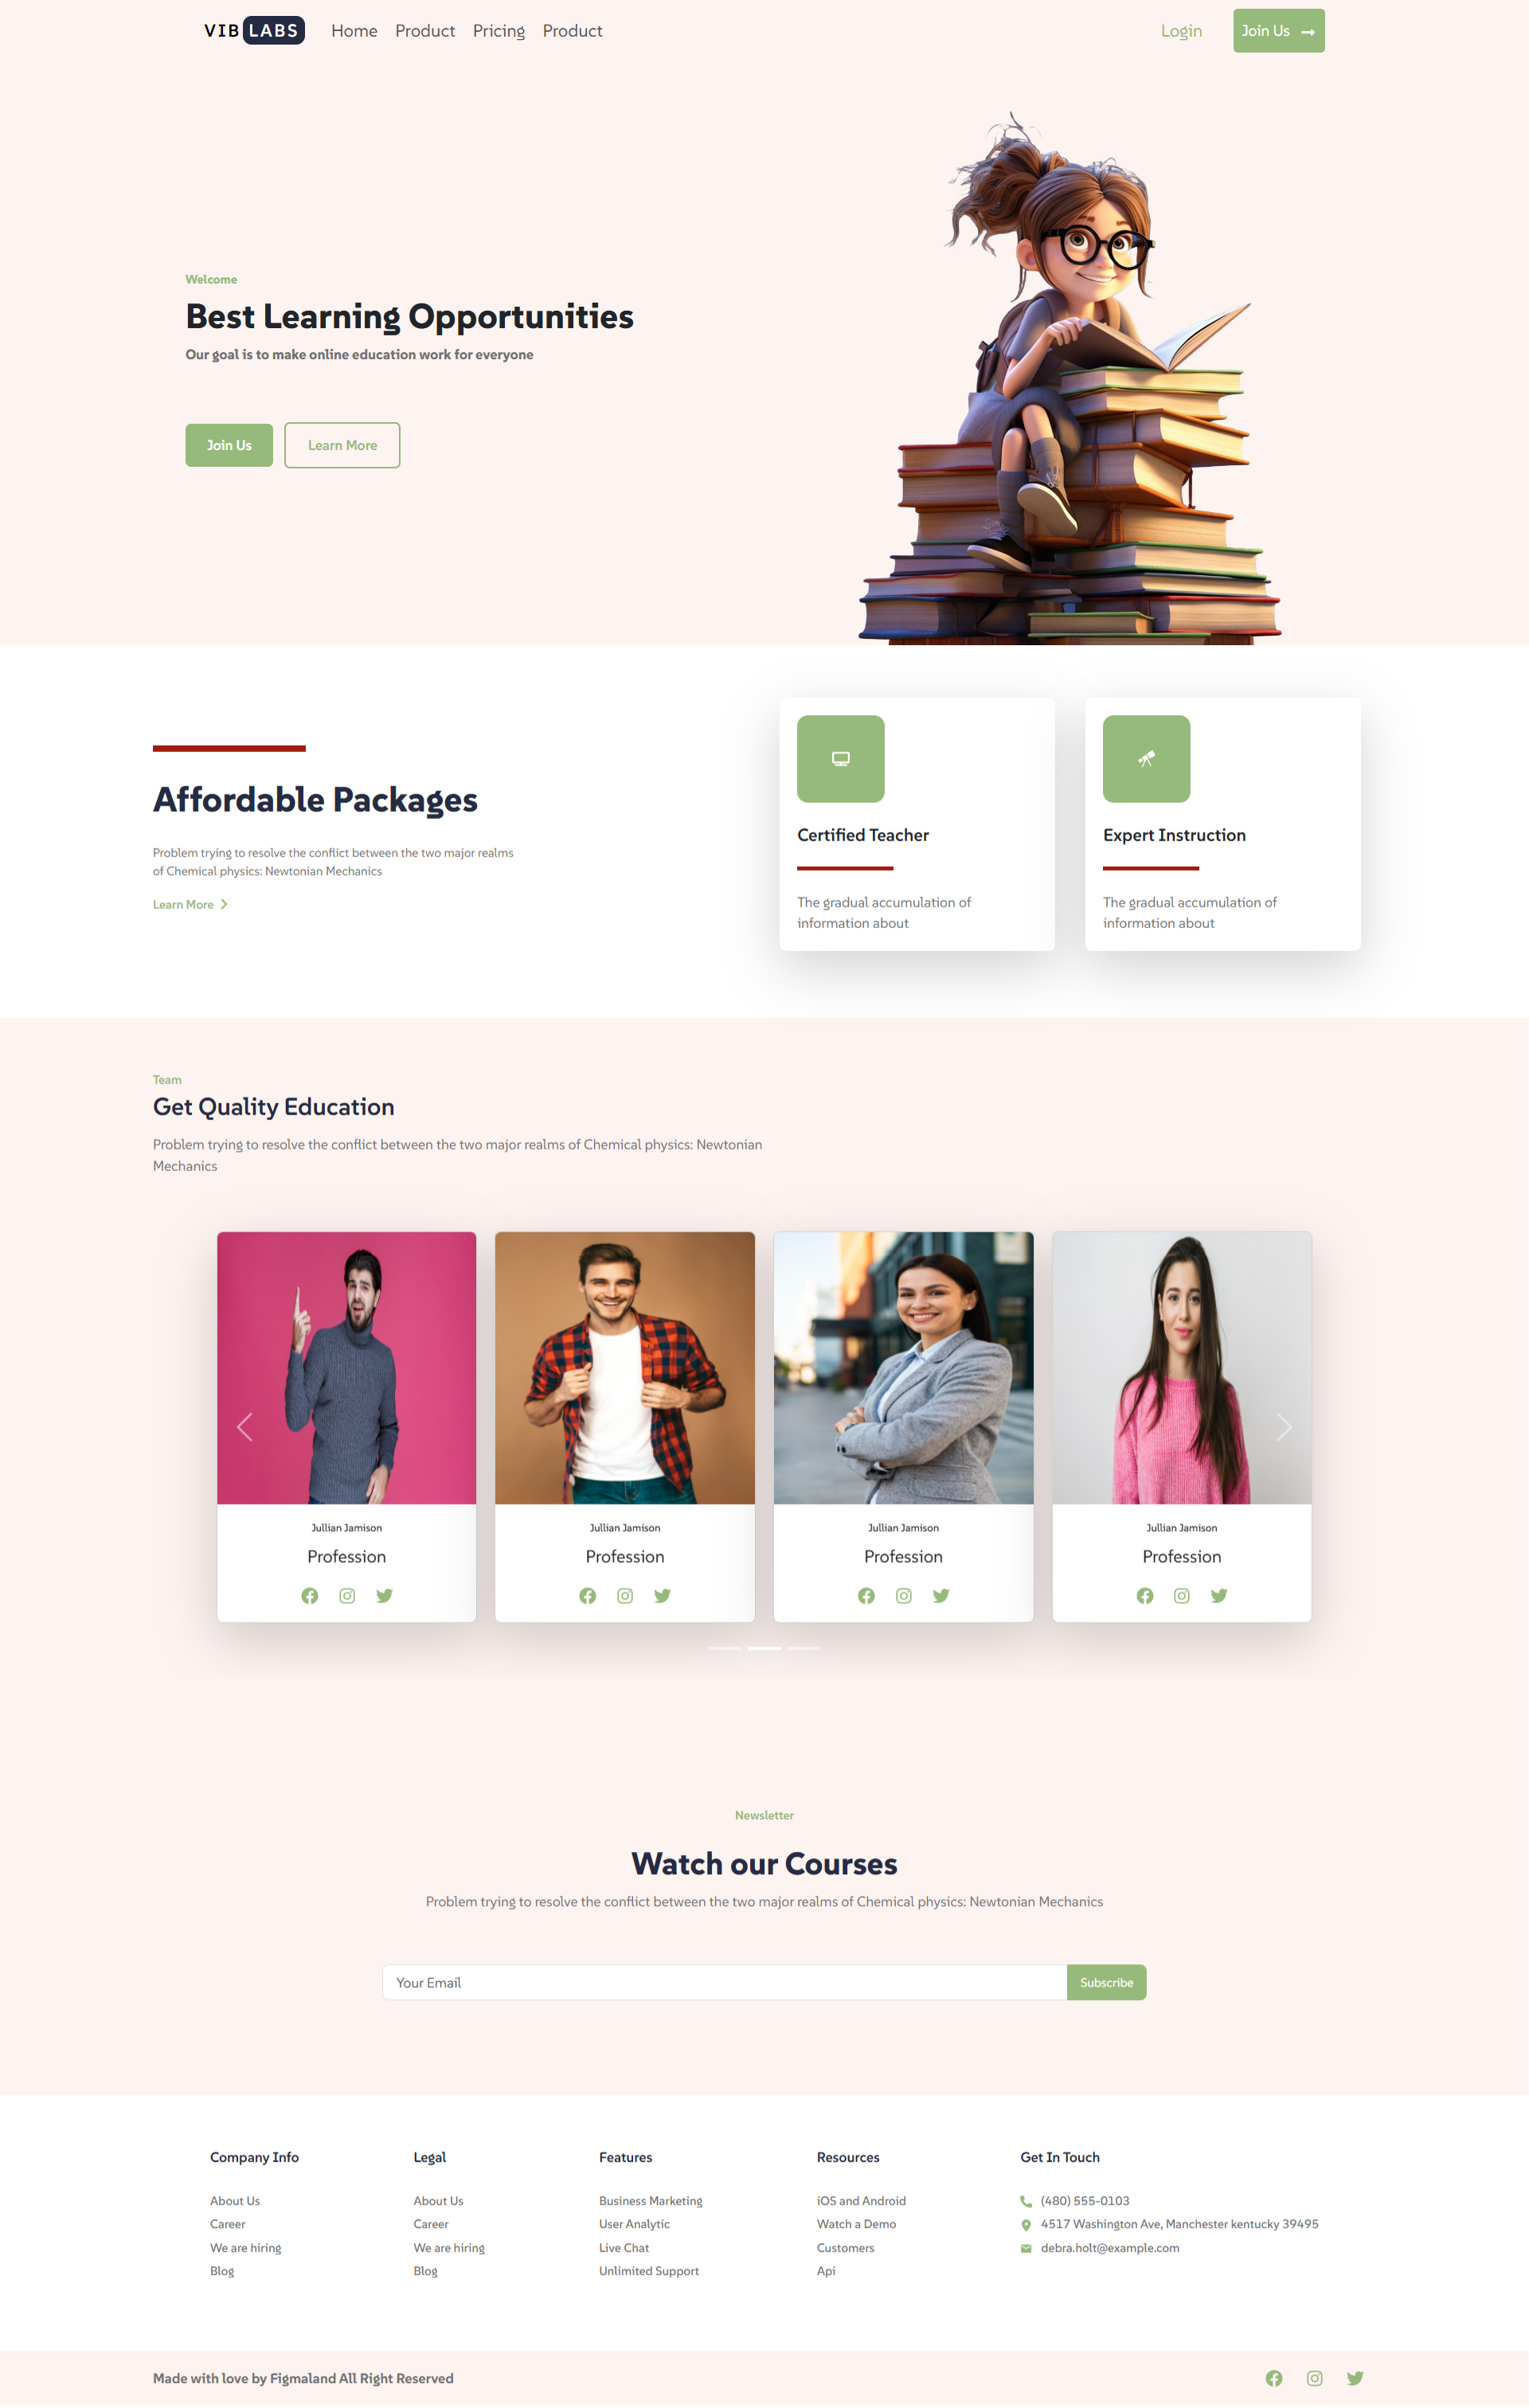 VIB LABS Home Product Pricing Product Login Join Us
Welcome
Best Learning Opportunities
Our goal is to make online education work for everyone
Join Us Learn More
Affordable Packages
Problem trying to resolve the conflict between the two major realms
of Chemical physics: Newtonian Mechanics
Learn More
Certified Teacher
The gradual accumulation of
information about
Expert Instruction
The gradual accumulation of
information about
Team
Get Quality Education
Problem trying to resolve the conflict between the two major realms of Chemical physics: Newtonian
Mechanics
Jullian Jamison
Profession
Jullian Jamison
Profession
Jullian Jamison
Profession
Jullian Jamison
Profession
Newsletter
Watch our Courses
Problem trying to resolve the conflict between the two major realms of Chemical physics: Newtonian Mechanics
Your Email Subscribe
Company Info
About Us
Career
We are hiring
Blog
Legal
About Us
Career
We are hiring
Blog
Features
Business Marketing
User Analytic
Live Chat
Unlimited Support
Resources
iOS and Android
Watch a Demo
Customers
Api
Get In Touch
(480) 555-0103
4517 Washington Ave, Manchester kentucky 39495
debra.holt@example.com
Made with love by Figmaland All Right Reserved